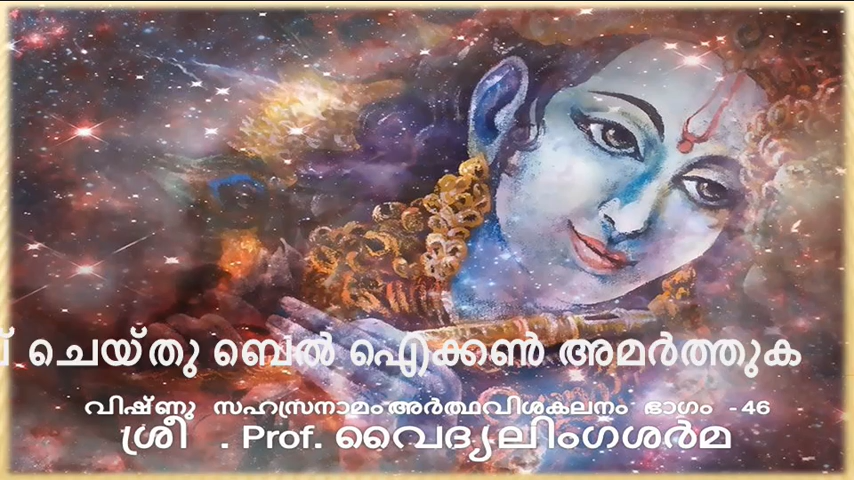 ചെയ്തു ബെൽ ഐക്കൺ അമർത്തുക
വിഷ്ണു സഹസ്രനാമം അർത്ഥവിശകലനം ഭാഗം - 46
ശ്രീ . Prof. വൈദ്യലിംഗശർമ